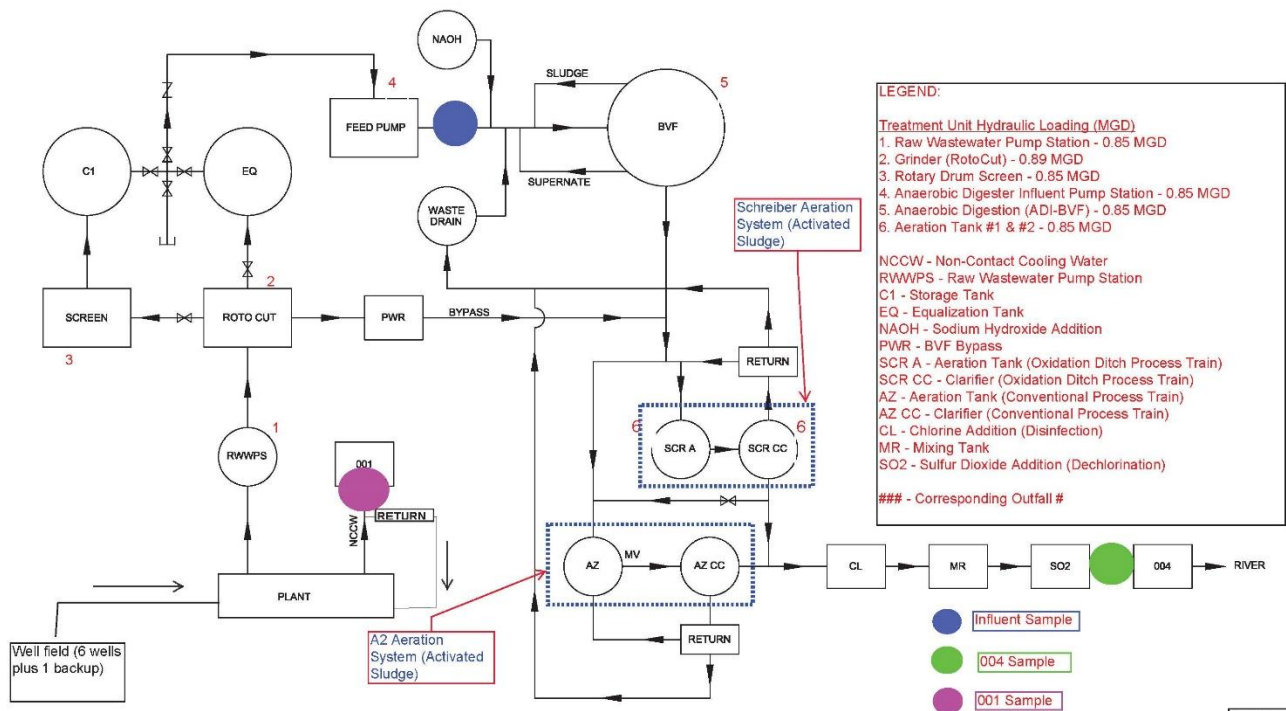 NAOH
4
SLUDGE
5
FEED PUMP
BVF
C1
EQ
SUPERNATE
WASTE
DRAIN
Schreiber Aeration
System (Activated
Sludge)
2
SCREEN
ROTO CUT
PWR
BYPASS
3
RETURN
1
RWWPS
001
NCCW
RETURN
6
SCR A
SCR CC
6
AZ
MV
AZ CC
CL
MR
SO2
004
RIVER
PLANT
RETURN
Well field (6 wells
plus 1 backup)
A2 Aeration
System (Activated
Sludge)
LEGEND:
Treatment Unit Hydraulic Loading (MGD)
1. Raw Wastewater Pump Station - 0.85 MGD
2. Grinder (RotoCut) - 0.89 MGD
3. Rotary Drum Screen - 0.85 MGD
4. Anaerobic Digester Influent Pump Station - 0.85 MGD
5. Anaerobic Digestion (ADI-BVF) - 0.85 MGD
6. Aeration Tank #1 & #2 - 0.85 MGD
NCCW - Non-Contact Cooling Water
RWWPS - Raw Wastewater Pump Station
C1 - Storage Tank
EQ - Equalization Tank
NAOH - Sodium Hydroxide Addition
PWR - BVF Bypass
SCR A - Aeration Tank (Oxidation Ditch Process Train)
SCR CC - Clarifier (Oxidation Ditch Process Train)
AZ - Aeration Tank (Conventional Process Train)
AZ CC - Clarifier (Conventional Process Train)
CL - Chlorine Addition (Disinfection)
MR - Mixing Tank
SO2 - Sulfur Dioxide Addition (Dechlorination)
### - Corresponding Outfall #
Influent Sample
004 Sample
001 Sample